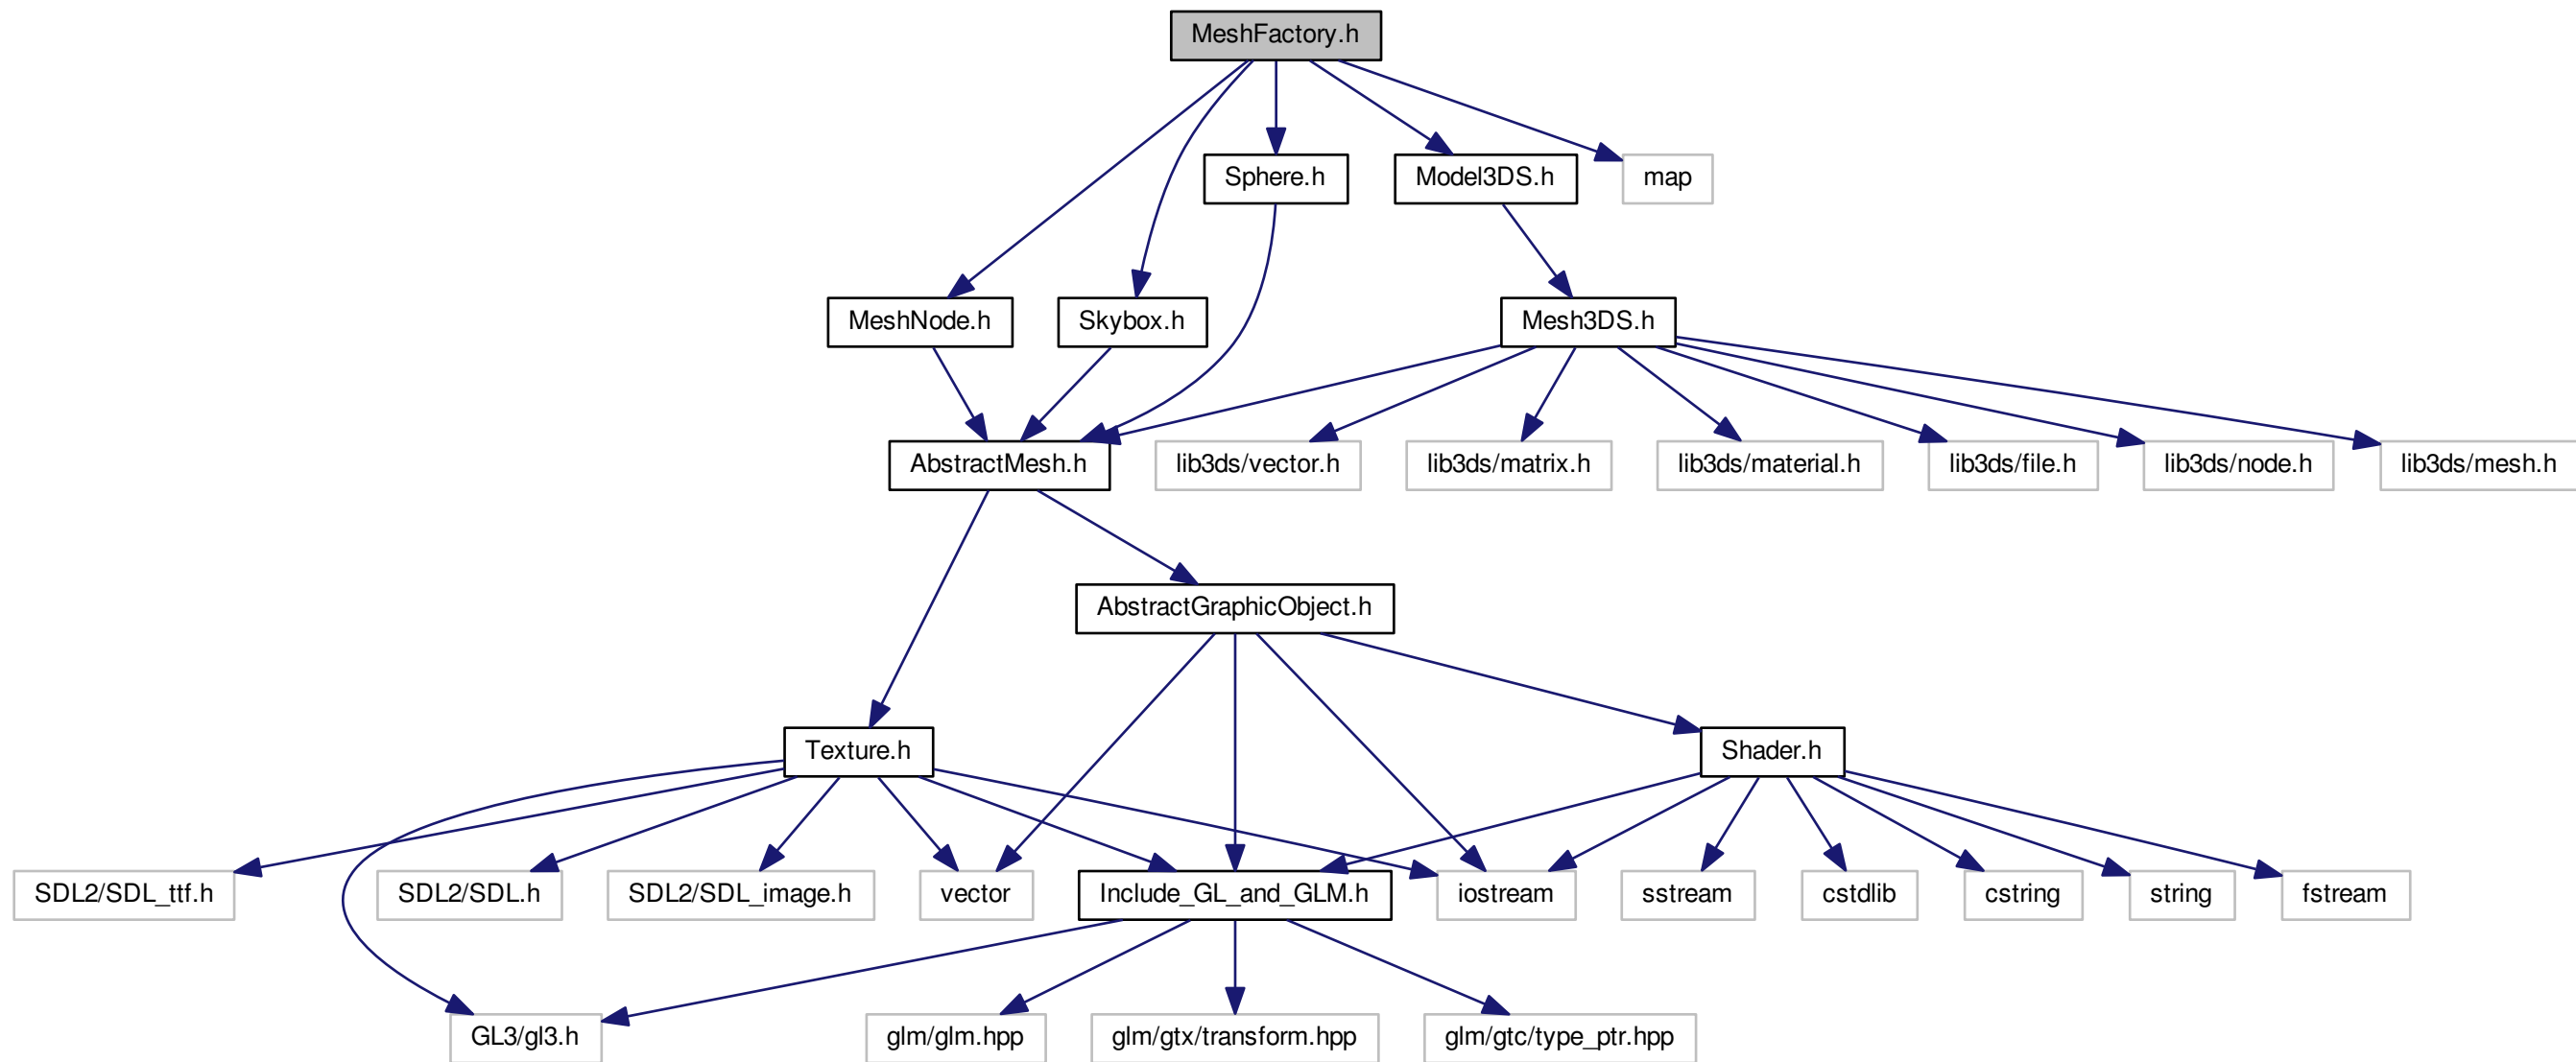 MeshFactory.h
Sphere.h
Model3DS.h
map
MeshNode.h
Skybox.h
Mesh3DS.h
AbstractMesh.h
lib3ds/vector.h
lib3ds/matrix.h
lib3ds/material.h
lib3ds/file.h
lib3ds/node.h
lib3ds/mesh.h
AbstractGraphicObject.h
Texture.h
Shader.h
SDL2/SDL_ttf.h
SDL2/SDL.h
SDL2/SDL_image.h
vector
Include_GL_and_GLM.h
iostream
sstream
cstdlib
cstring
string
fstream
GL3/gl3.h
glm/glm.hpp
glm/gtx/transform.hpp
glm/gtc/type_ptr.hpp